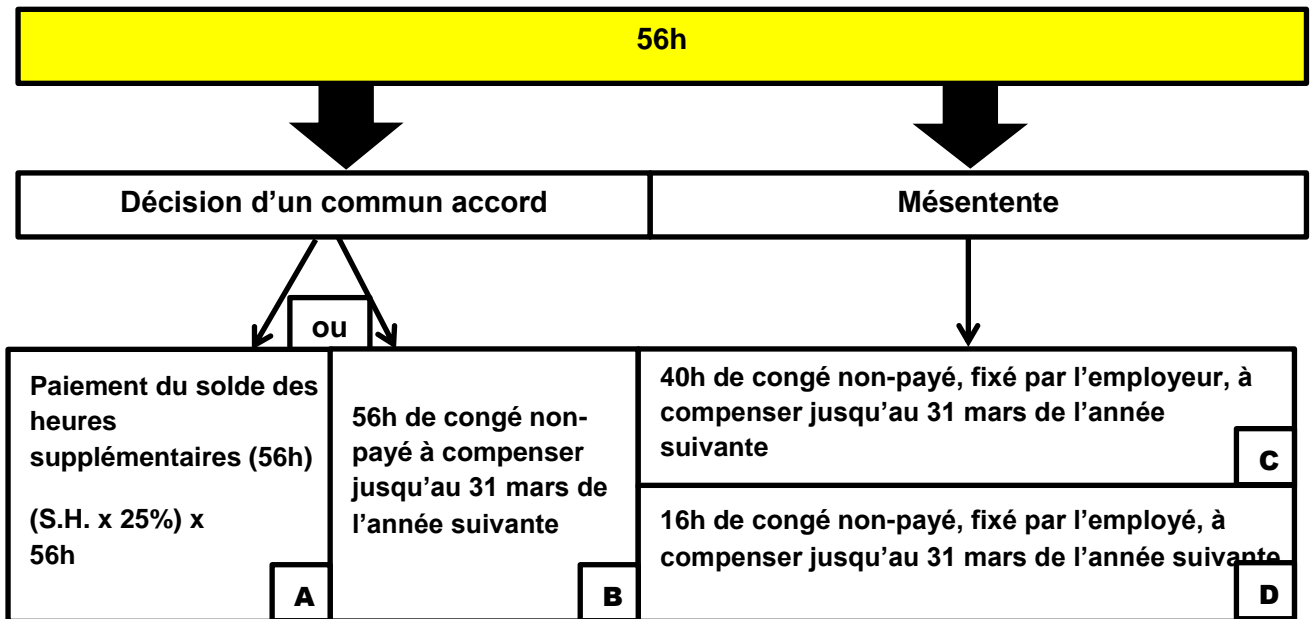 56h
Décision d’un commun accord
Mésentente
ou
Paiement du solde des
heures
supplémentaires (56h)
(S.H. x 25%) x
56h
A
56h de congé non-
payé à compenser
jusqu’au 31 mars de
l’année suivante
B
40h de congé non-payé, fixé par l’employeur, à
compenser jusqu’au 31 mars de l’année
suivante
C
16h de congé non-payé, fixé par l’employé, à
compenser jusqu’au 31 mars de l’année suivante
D